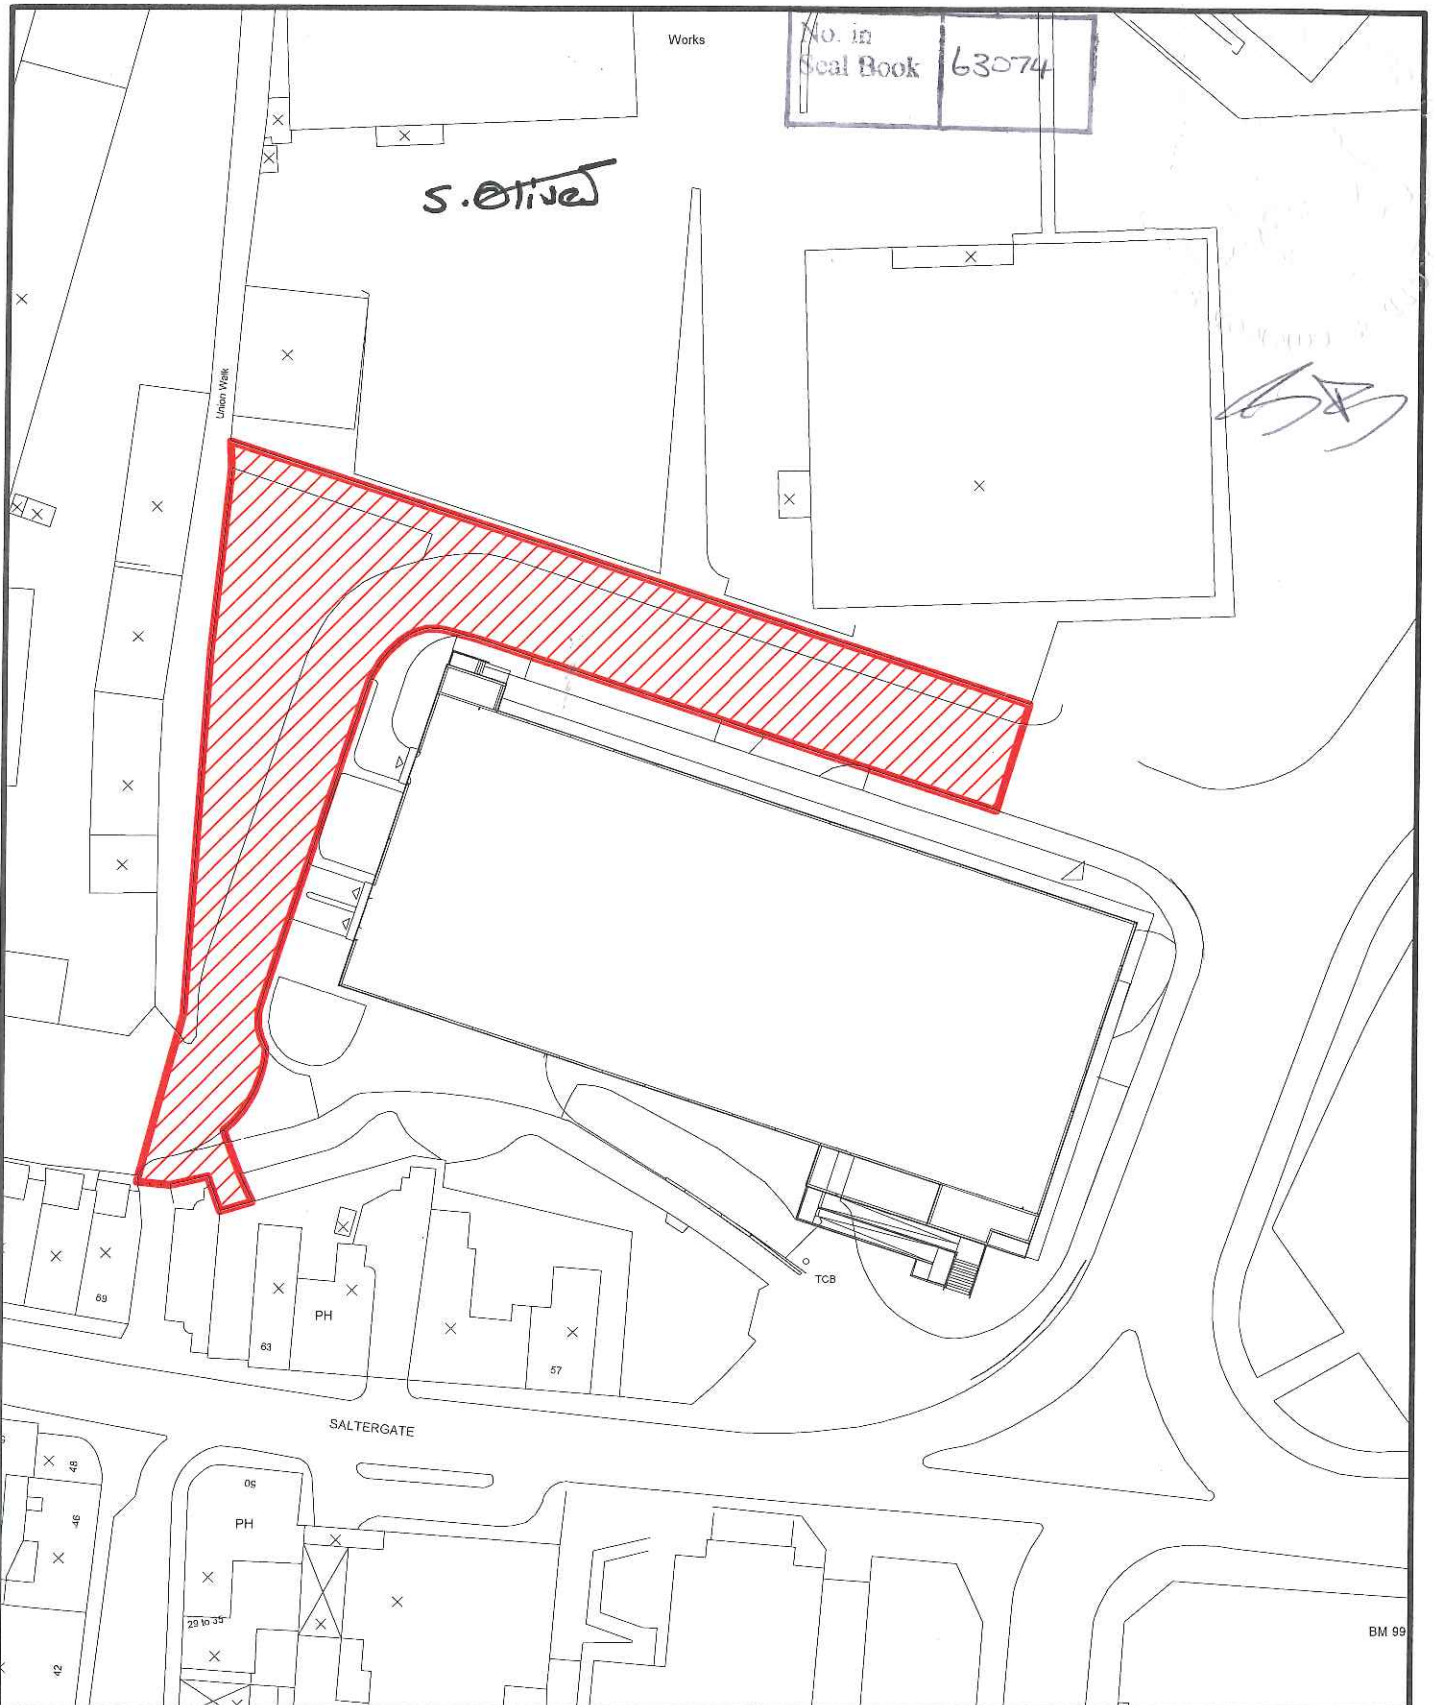 Works
No. in
Seal Book 63074
S. Oliver
Union Walk
69
63
PH
57
TCB
SALTERGATE
48
50
PH
46
29 to 35
42
BM 99